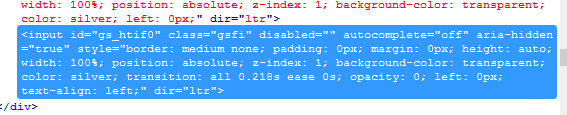 width: 100%; position: absolute; z-index: 1; background-color: transparent;
color: silver; left: 0px;" dir="ltr">
<input id="gs_htif0" class="gsfi" disabled="" autocomplete="off" aria-hidden
="true" style="border: medium none; padding: 0px; margin: 0px; height: auto;
width: 100%; position: absolute; z-index: 1; background-color: transparent;
color: silver; transition: all 0.218s ease 0s; opacity: 0; left: 0px;
text-align: left;" dir="ltr">
</div>